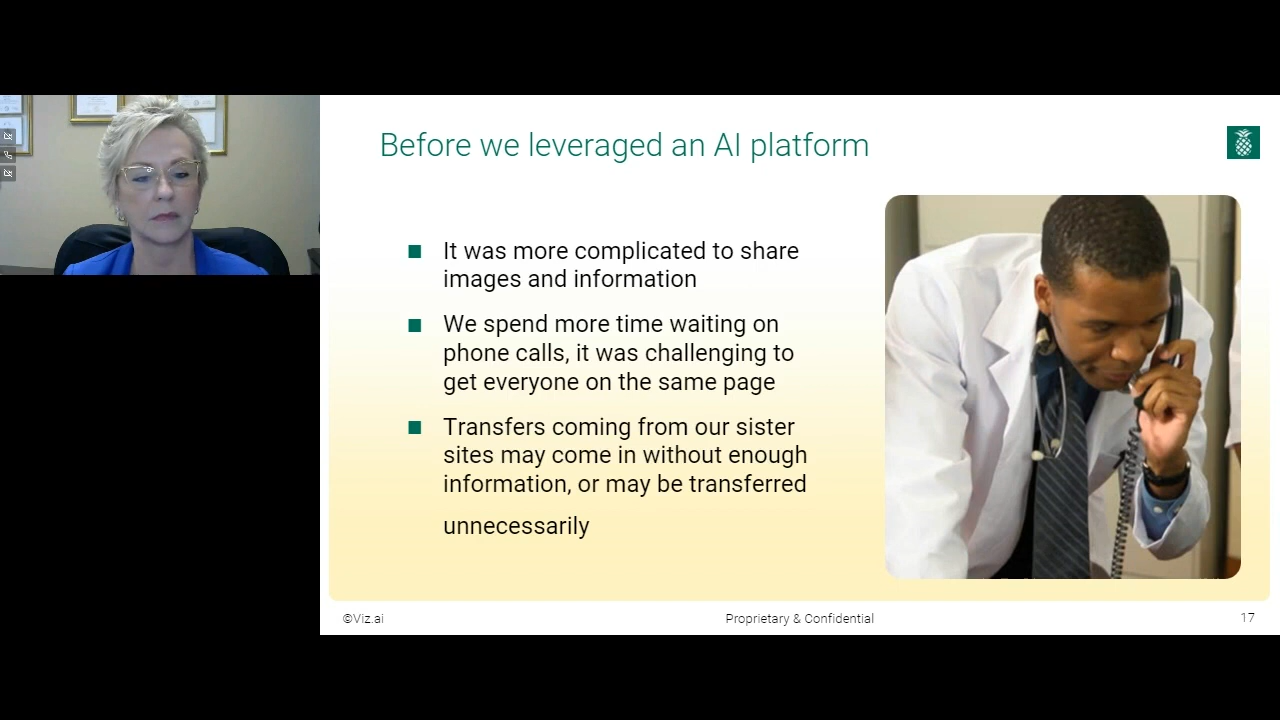 Before we leveraged an AI platform
It was more complicated to share
images and information
We spend more time waiting on
phone calls, it was challenging to
get everyone on the same page
Transfers coming from our sister
sites may come in without enough
information, or may be transferred
unnecessarily
©Viz.ai
Proprietary & Confidential
17